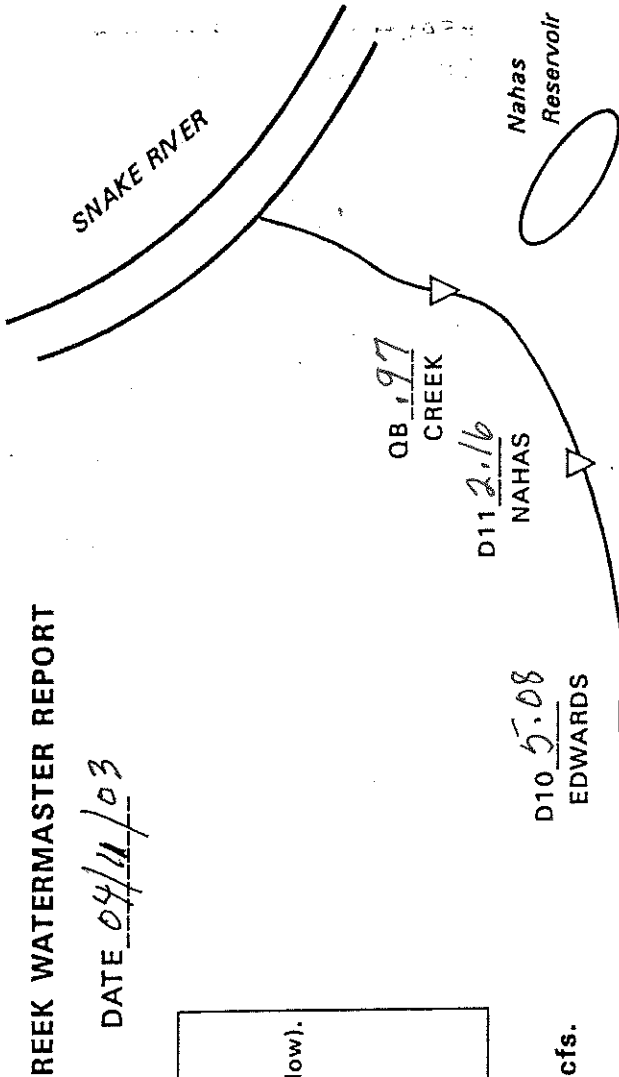 REEK WATERMASTER REPORT
DATE 04/11/03
SNAKE RIVER
Nahas
Reservoir
QB .97
CREEK
D11 2.16
NAHAS
D10 5.08
EDWARDS
low).
cfs.